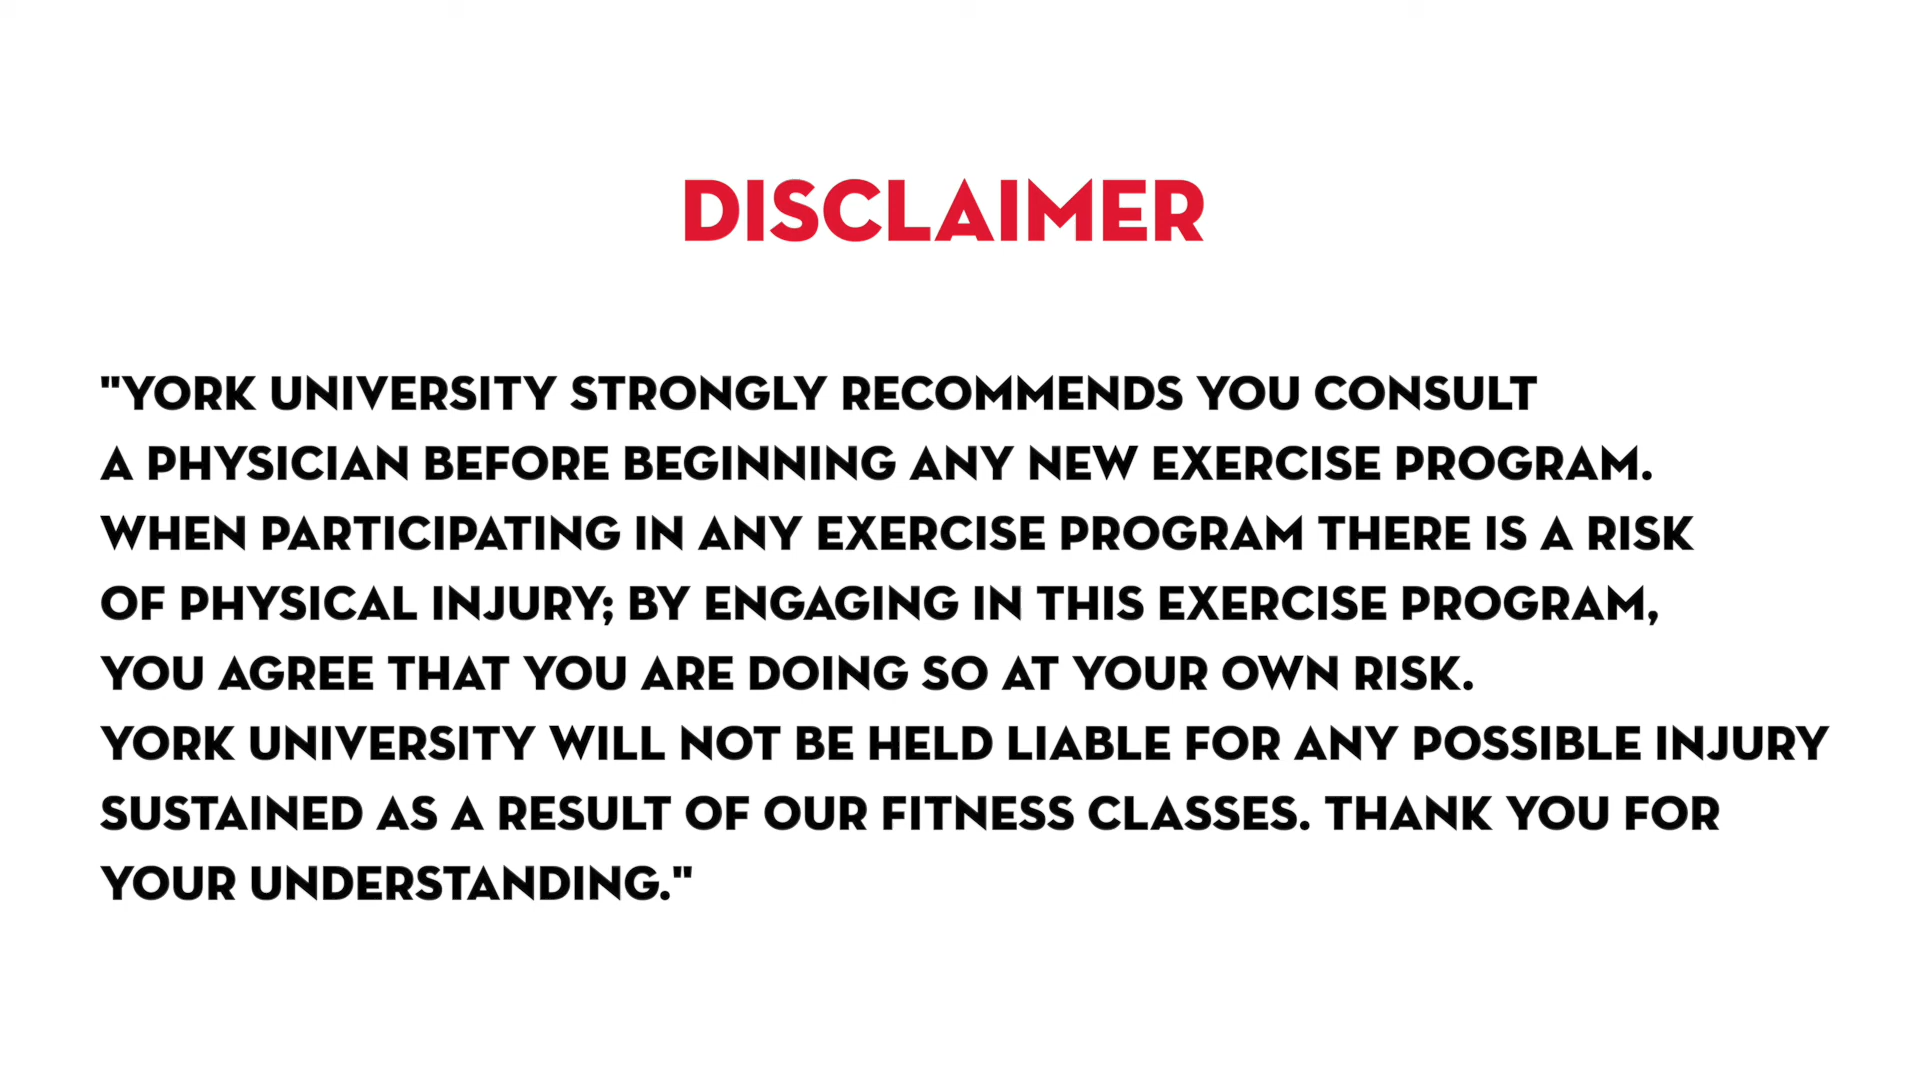 DISCLAIMER
"YORK UNIVERSITY STRONGLY RECOMMENDS YOU CONSULT
A PHYSICIAN BEFORE BEGINNING ANY NEW EXERCISE PROGRAM.
WHEN PARTICIPATING IN ANY EXERCISE PROGRAM THERE IS A RISK
OF PHYSICAL INJURY; BY ENGAGING IN THIS EXERCISE PROGRAM,
YOU AGREE THAT YOU ARE DOING SO AT YOUR OWN RISK.
YORK UNIVERSITY WILL NOT BE HELD LIABLE FOR ANY POSSIBLE INJURY
SUSTAINED AS A RESULT OF OUR FITNESS CLASSES. THANK YOU FOR
YOUR UNDERSTANDING."